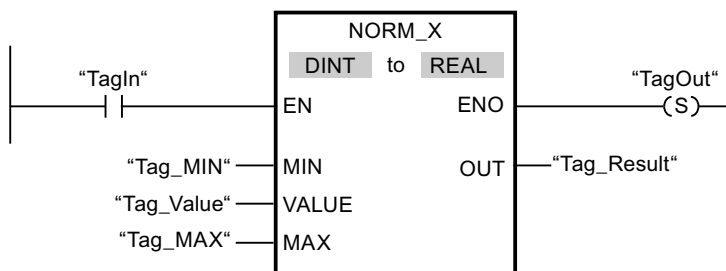 NORM_X
DINT to REAL
“TagIn“
“TagOut“
EN
ENO
(S)
“Tag_MIN“
MIN
OUT
“Tag_Result“
“Tag_Value“
VALUE
“Tag_MAX“
MAX